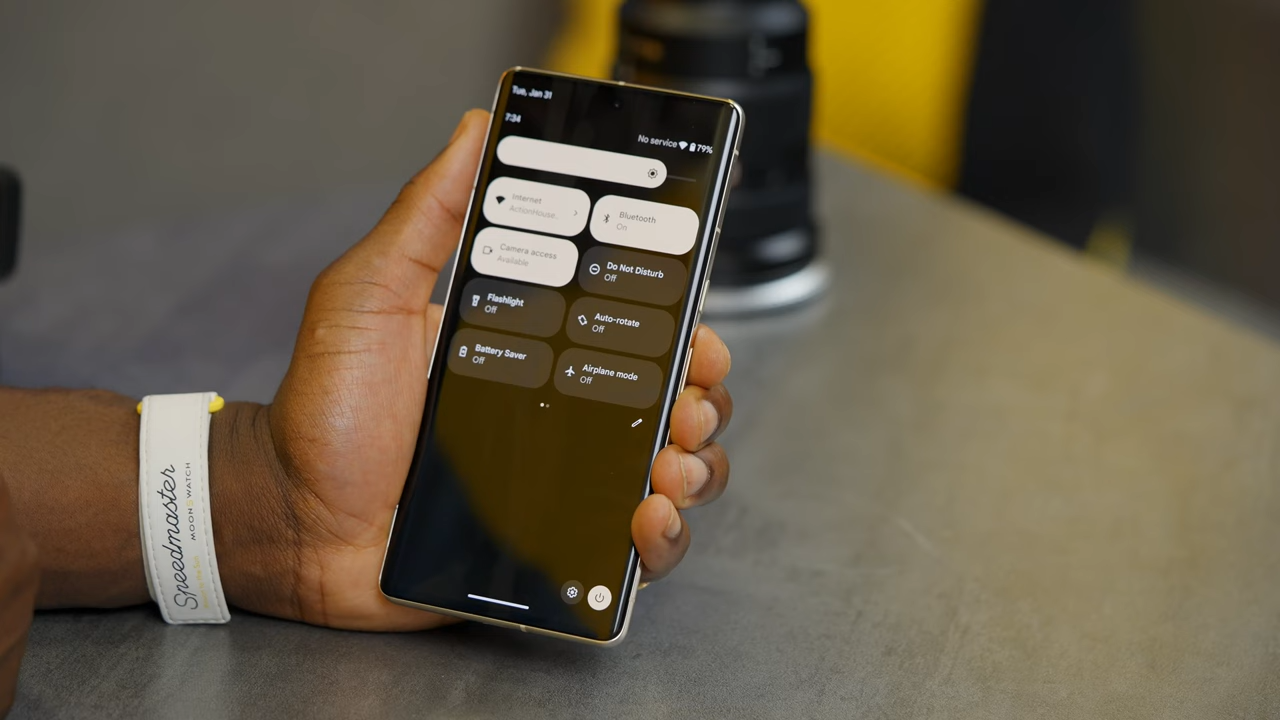 Tue, Jan 31
7:34
No service 79%
Internet
ActionHouse...
Bluetooth
On
Camera access
Available
Do Not Disturb
Off
Flashlight
Off
Auto-rotate
Off
Battery Saver
Off
Airplane mode
Off
Speedmaster
MOONSWATCH